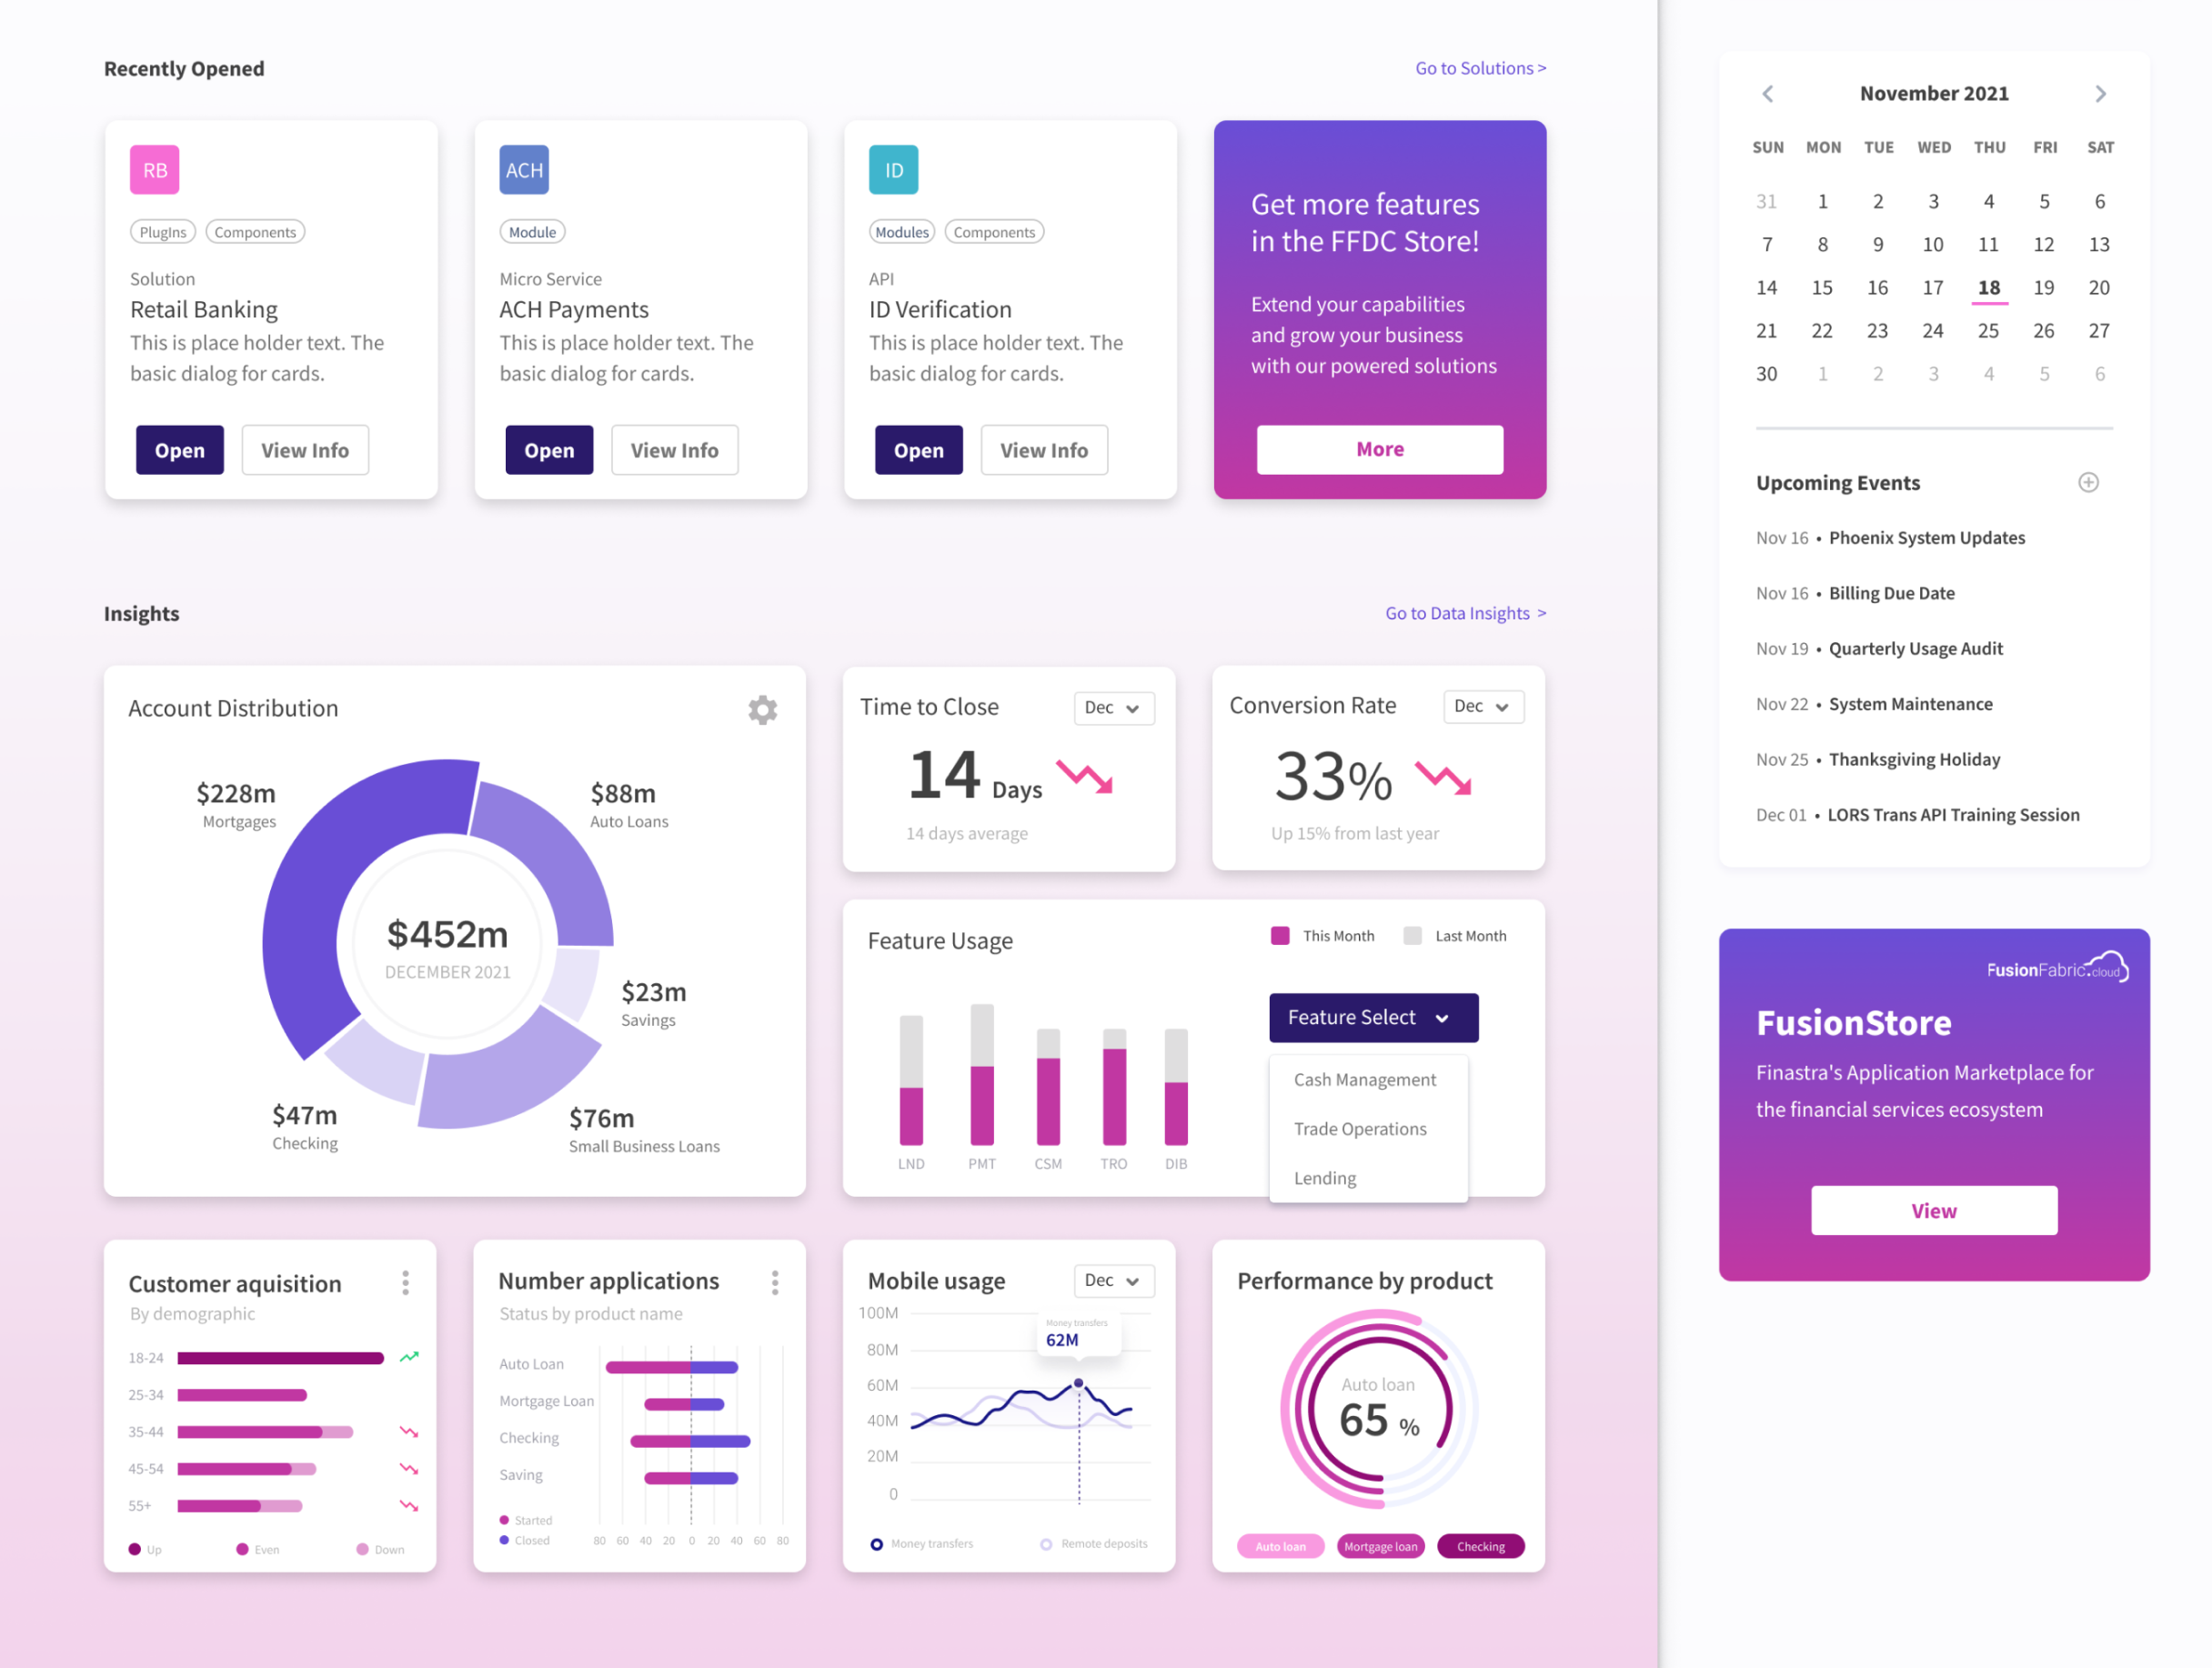 Recently Opened
Go to Solutions >
RB
PlugIns Components
Solution
Retail Banking
This is place holder text. The
basic dialog for cards.
Open View Info
ACH
Module
Micro Service
ACH Payments
This is place holder text. The
basic dialog for cards.
Open View Info
ID
Modules Components
API
ID Verification
This is place holder text. The
basic dialog for cards.
Open View Info
Get more features
in the FFDC Store!
Extend your capabilities
and grow your business
with our powered solutions
More
Insights
Go to Data Insights >
Account Distribution
$228m
Mortgages
$88m
Auto Loans
$452m
DECEMBER 2021
$23m
Savings
$47m
Checking
$76m
Small Business Loans
Time to Close
Dec
14 Days
14 days average
Conversion Rate
Dec
33%
Up 15% from last year
Feature Usage
This Month Last Month
LND PMT CSM TRO DIB
Feature Select
Cash Management
Trade Operations
Lending
Customer aquisition
By demographic
18-24
25-34
35-44
45-54
55+
Up Even Down
Number applications
Status by product name
Auto Loan
Mortgage Loan
Checking
Saving
Started
Closed
80 60 40 20 0 20 40 60 80
Mobile usage
Dec
100M
80M
60M
40M
20M
0
Money transfers
62M
Money transfers Remote deposits
Performance by product
Auto loan
65 %
Auto loan Mortgage loan Checking
November 2021
SUN MON TUE WED THU FRI SAT
31 1 2 3 4 5 6
7 8 9 10 11 12 13
14 15 16 17 18 19 20
21 22 23 24 25 26 27
30 1 2 3 4 5 6
Upcoming Events
Nov 16 • Phoenix System Updates
Nov 16 • Billing Due Date
Nov 19 • Quarterly Usage Audit
Nov 22 • System Maintenance
Nov 25 • Thanksgiving Holiday
Dec 01 • LORS Trans API Training Session
FusionFabric.cloud
FusionStore
Finastra's Application Marketplace for
the financial services ecosystem
View